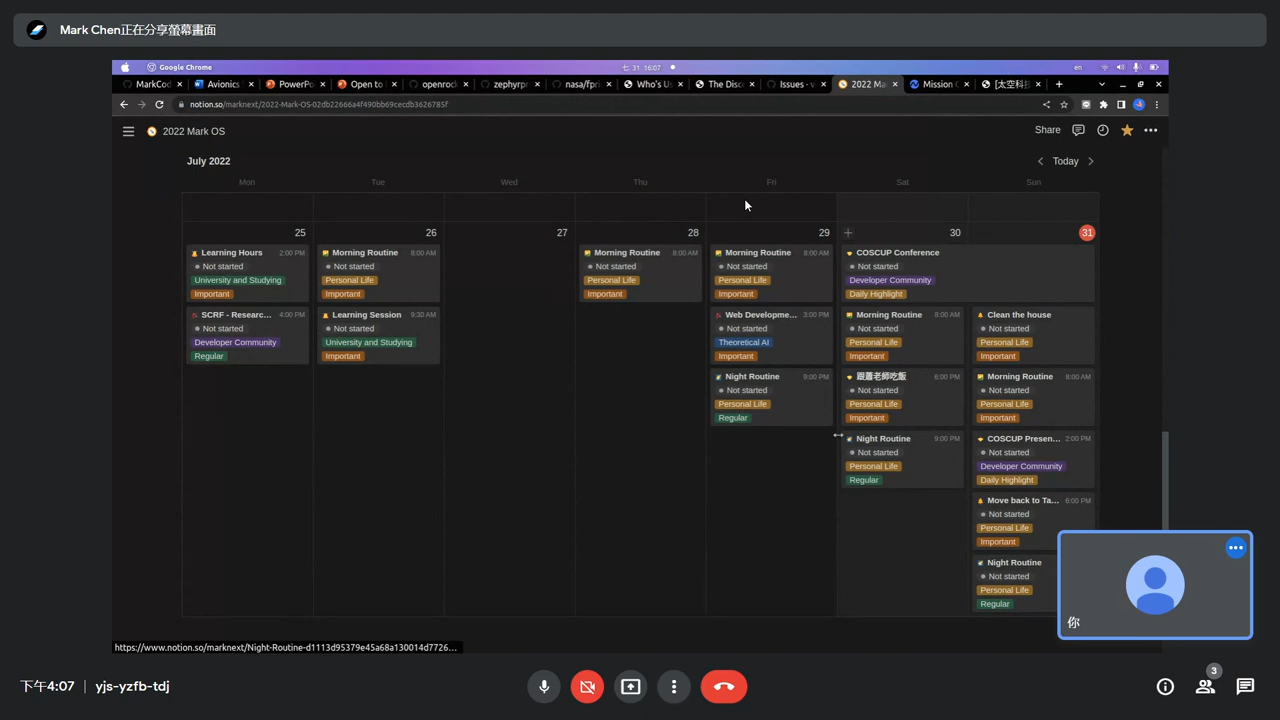 Mark Chen正在分享螢幕畫面
Google Chrome
七 31 16:07
en
MarkCod
Avionics
PowerPo
Open to
openrock
zephyrpr
nasa/fpri
Who's Us
The Disc
Issues · v
2022 Ma
Mission C
[太空科技
notion.so/marknext/2022-Mark-OS-02db22666a4f490bb69cecdb3626785f
2022 Mark OS
Share
July 2022
Today
Mon
Tue
Wed
Thu
Fri
Sat
Sun
25
26
27
28
29
30
31
Learning Hours 2:00 PM
Not started
University and Studying
Important
SCRF - Researc... 4:00 PM
Not started
Developer Community
Regular
Morning Routine 8:00 AM
Not started
Personal Life
Important
Learning Session 9:30 AM
Not started
University and Studying
Important
Morning Routine 8:00 AM
Not started
Personal Life
Important
Morning Routine 8:00 AM
Not started
Personal Life
Important
Web Developme... 3:00 PM
Not started
Theoretical AI
Important
Night Routine 9:00 PM
Not started
Personal Life
Regular
COSCUP Conference
Not started
Developer Community
Daily Highlight
Morning Routine 8:00 AM
Not started
Personal Life
Important
跟蕭老師吃飯 6:00 PM
Not started
Personal Life
Important
Night Routine 9:00 PM
Not started
Personal Life
Regular
Clean the house
Not started
Personal Life
Important
Morning Routine 8:00 AM
Not started
Personal Life
Important
COSCUP Presen... 2:00 PM
Not started
Developer Community
Daily Highlight
Move back to Ta... 6:00 PM
Not started
Personal Life
Important
Night Routine
Not started
Personal Life
Regular
你
https://www.notion.so/marknext/Night-Routine-d1113d95379e45a68a130014d7726...
下午4:07 | yjs-yzfb-tdj
3